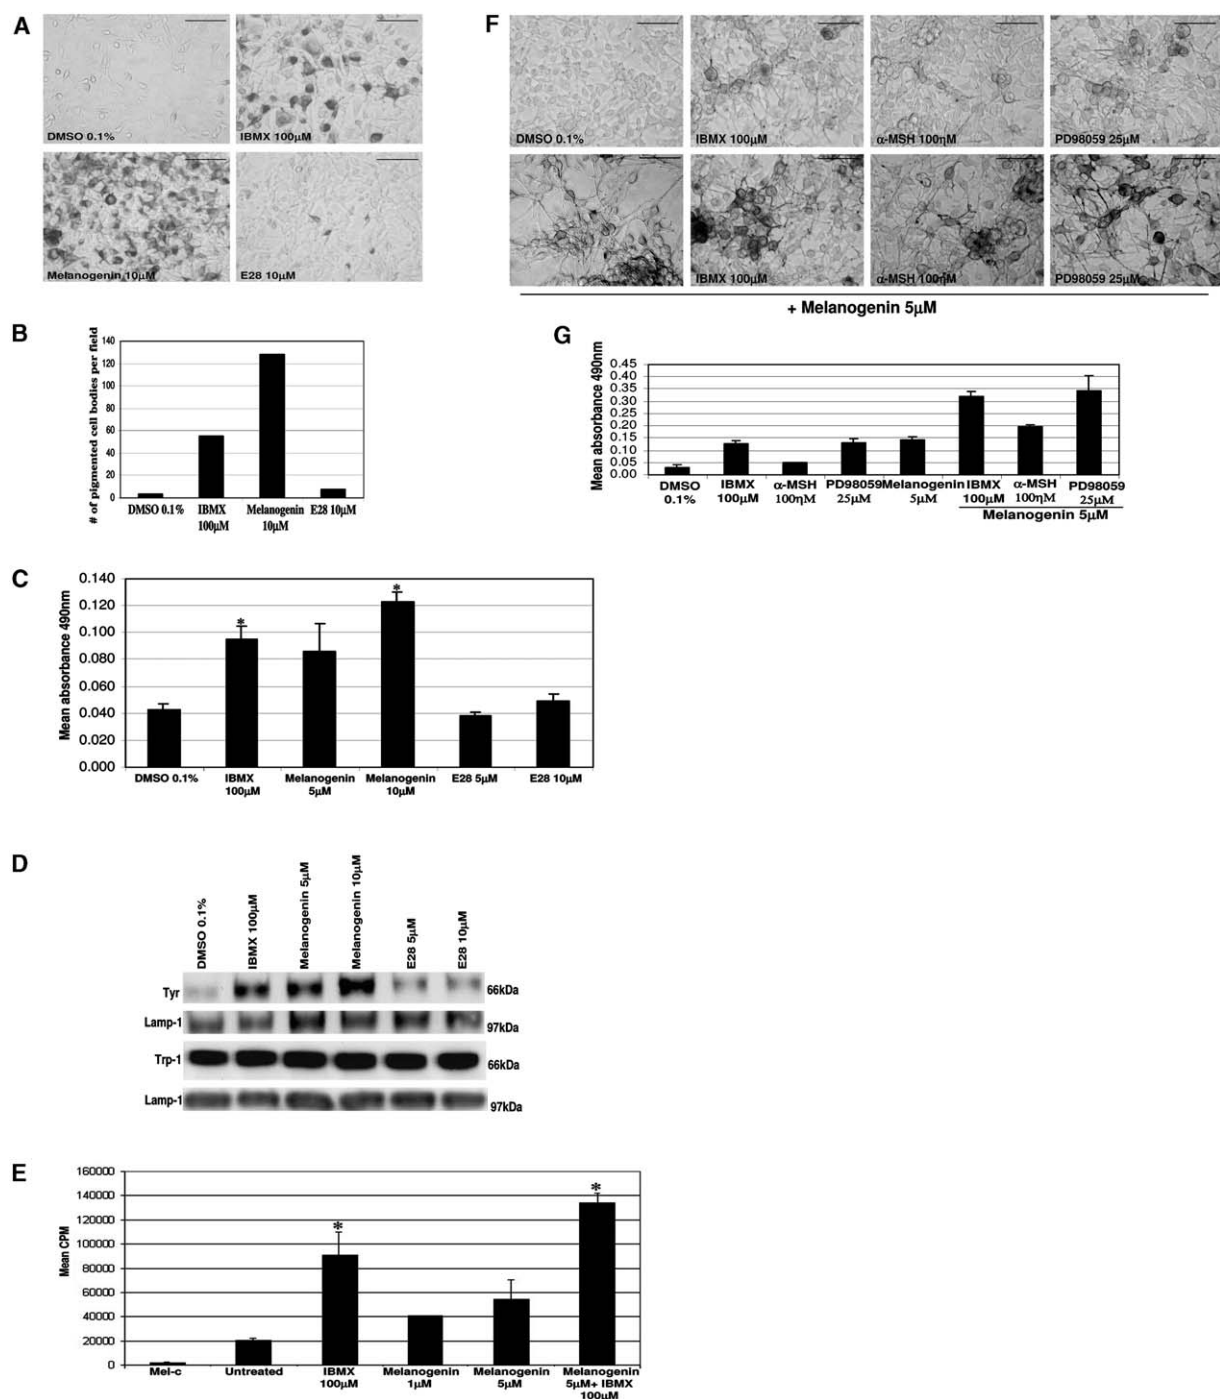 A
DMSO 0.1%
IBMX 100µM
Melanogenin 10µM
E28 10µM
B
# of pigmented cell bodies per field
140
120
100
80
60
40
20
0
DMSO 0.1%
IBMX
100µM
Melanogenin
10µM
E28 10µM
C
Mean absorbance 490nm
0.140
0.120
0.100
0.080
0.060
0.040
0.020
0.000
*
*
DMSO 0.1%
IBMX
100µM
Melanogenin
5µM
Melanogenin
10µM
E28 5µM
E28 10µM
D
DMSO 0.1%
IBMX 100µM
Melanogenin 5µM
Melanogenin 10µM
E28 5µM
E28 10µM
Tyr
66kDa
Lamp-1
97kDa
Trp-1
66kDa
Lamp-1
97kDa
E
Mean CPM
160000
140000
120000
100000
80000
60000
40000
20000
0
*
*
Mel-c
Untreated
IBMX
100µM
Melanogenin
1µM
Melanogenin
5µM
Melanogenin
5µM+ IBMX
100µM
F
DMSO 0.1%
IBMX 100µM
α-MSH 100ηM
PD98059 25µM
IBMX 100µM
α-MSH 100ηM
PD98059 25µM
+ Melanogenin 5µM
G
Mean absorbance 490nm
0.45
0.40
0.35
0.30
0.25
0.20
0.15
0.10
0.05
0.00
DMSO
0.1%
IBMX
100µM
α-MSH
100ηM
PD98059
25µM
Melanogenin
5µM
IBMX
100µM
α-MSH
100ηM
PD98059
25µM
Melanogenin 5µM